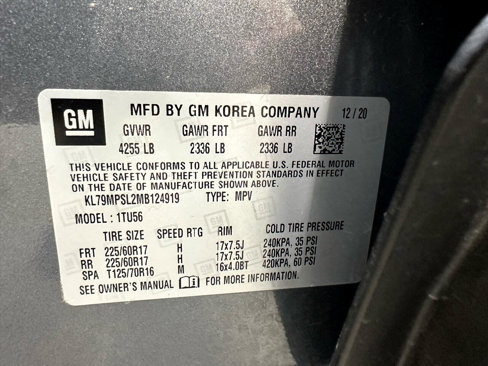 GM
MFD BY GM KOREA COMPANY 12/20
GVWR GAWR FRT GAWR RR
4255 LB 2336 LB 2336 LB
THIS VEHICLE CONFORMS TO ALL APPLICABLE U.S. FEDERAL MOTOR
VEHICLE SAFETY AND THEFT PREVENTION STANDARDS IN EFFECT ON
THE DATE OF MANUFACTURE SHOWN ABOVE.
KL79MPSL2MB124919 TYPE: MPV
MODEL: 1TU56
TIRE SIZE SPEED RTG RIM COLD TIRE PRESSURE
FRT 225/60R17 H 17x7.5J 240KPA, 35 PSI
RR 225/60R17 H 17x7.5J 240KPA, 35 PSI
SPA T125/70R16 M 16x4.0BT 420KPA, 60 PSI
SEE OWNER'S MANUAL FOR MORE INFORMATION.